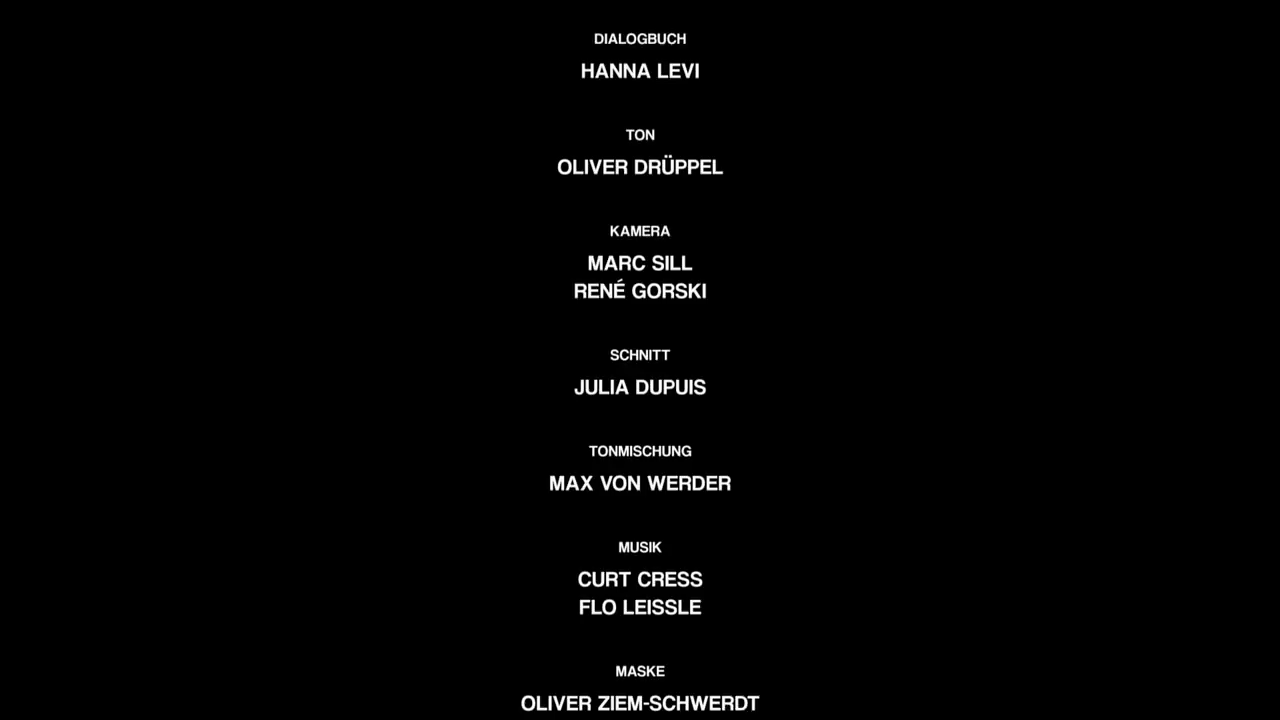 DIALOGBUCH
HANNA LEVI
TON
OLIVER DRÜPPEL
KAMERA
MARC SILL
RENÉ GORSKI
SCHNITT
JULIA DUPUIS
TONMISCHUNG
MAX VON WERDER
MUSIK
CURT CRESS
FLO LEISSLE
MASKE
OLIVER ZIEM-SCHWERDT